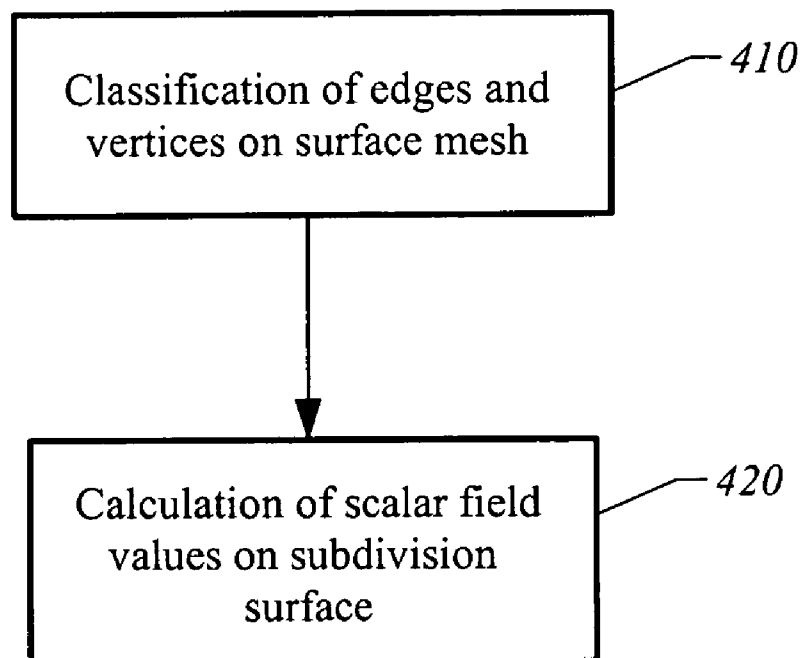 Classification of edges and
vertices on surface mesh
410
Calculation of scalar field
values on subdivision
surface
420